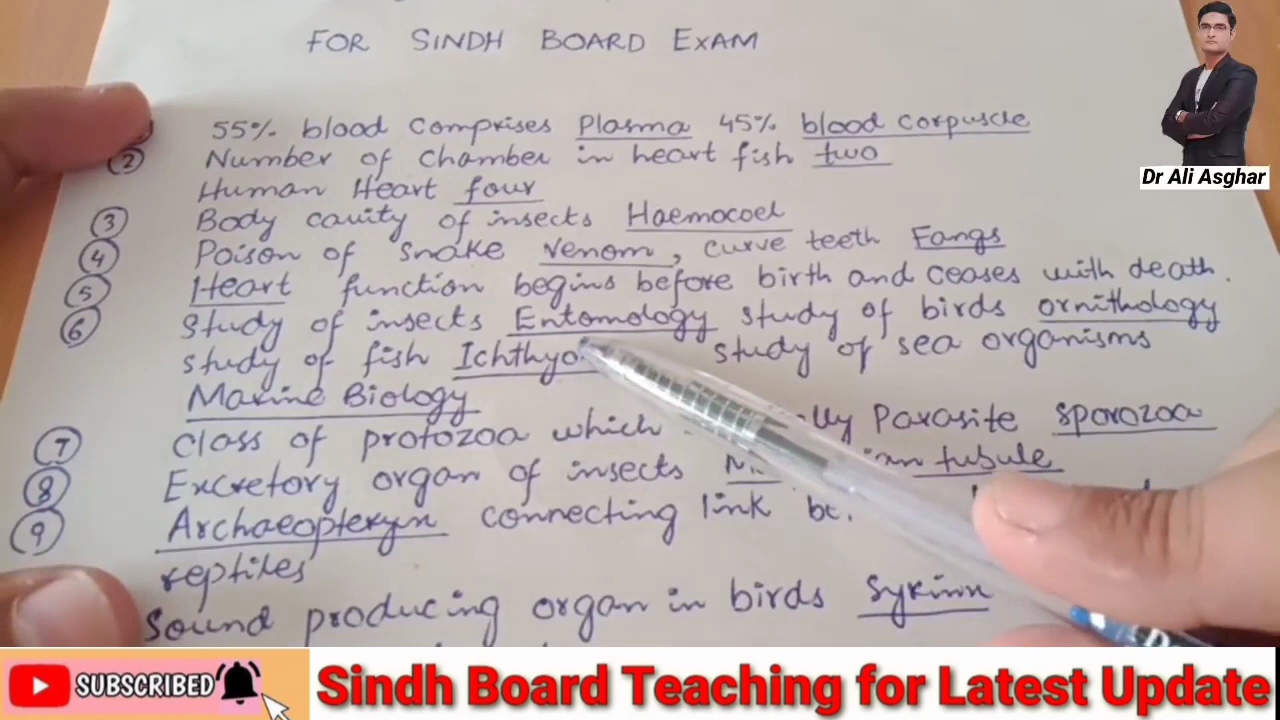 FOR SINDH BOARD EXAM
55% blood comprises Plasma 45% blood corpuscle
② Number of chamber in heart fish two
Human Heart four
③ Body cavity of insects Haemocoel
④ Poison of snake venom, curve teeth Fangs
⑤ Heart function begins before birth and ceases with death.
⑥ Study of insects Entomology study of birds ornithology
study of fish study of sea organisms
Marine Biology
⑦ Class of protozoa which Parasite sporozoa
⑧ Excretory organ of insects tubule
⑨ Archaeopteryx connecting link
reptiles
Sound producing organ in birds Syrinx
Dr Ali Asghar
SUBSCRIBED
Sindh Board Teaching for Latest Update